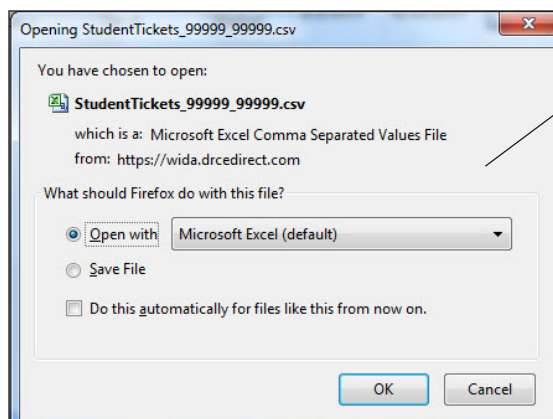 Opening StudentTickets_99999_99999.csv
You have chosen to open:
StudentTickets_99999_99999.csv
which is a: Microsoft Excel Comma Separated Values File
from: https://wida.drcedirect.com
What should Firefox do with this file?
Open with Microsoft Excel (default)
Save File
Do this automatically for files like this from now on.
OK Cancel